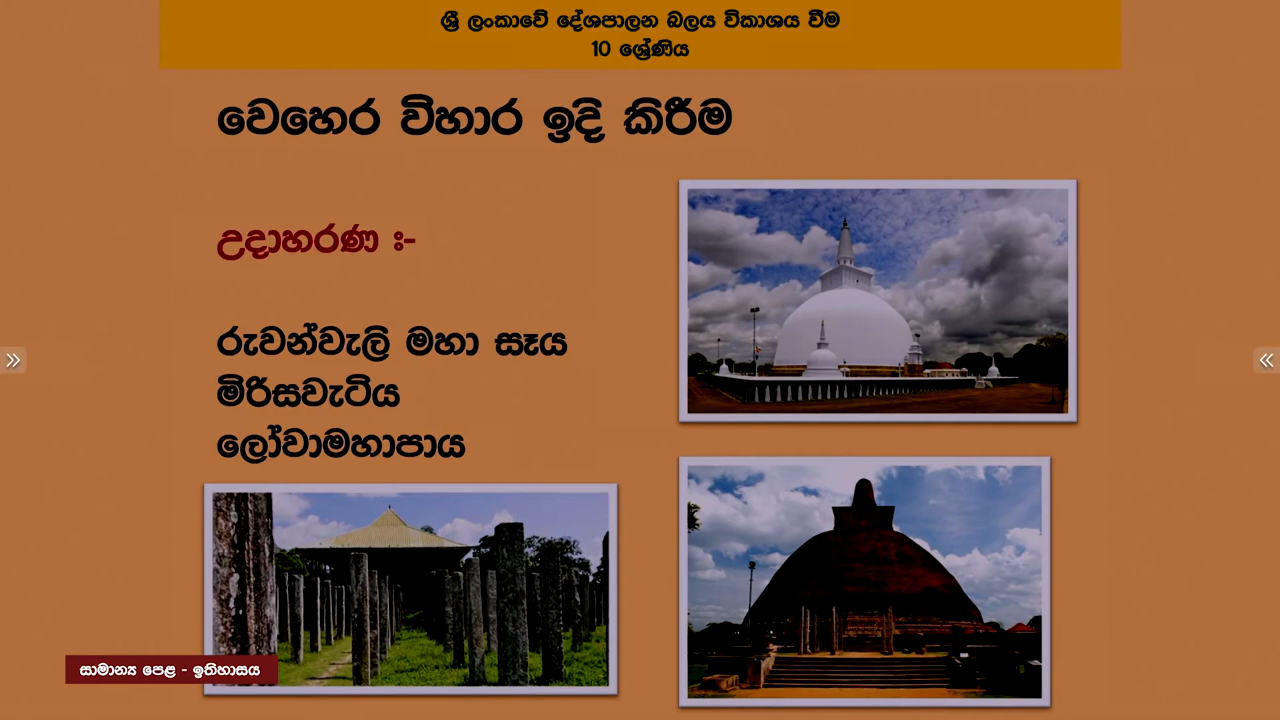 ශ්‍රී ලංකාවේ දේශපාලන බලය විකාශය වීම
10 ශ්‍රේණිය
වෙහෙර විහාර ඉදි කිරීම
උදාහරණ ඃ-
රුවන්වැලි මහා සෑය
මිරිසවැටිය
ලෝවාමහාපාය
සාමාන්‍ය පෙළ - ඉතිහාසය